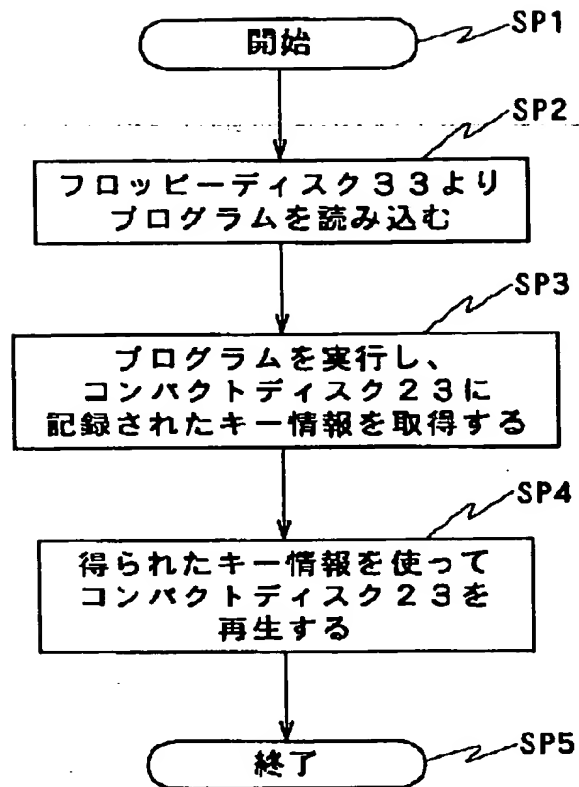 開始
SP1
SP2
フロッピーディスク33より
プログラムを読み込む
SP3
プログラムを実行し、
コンパクトディスク23に
記録されたキー情報を取得する
SP4
得られたキー情報を使って
コンパクトディスク23を
再生する
終了
SP5